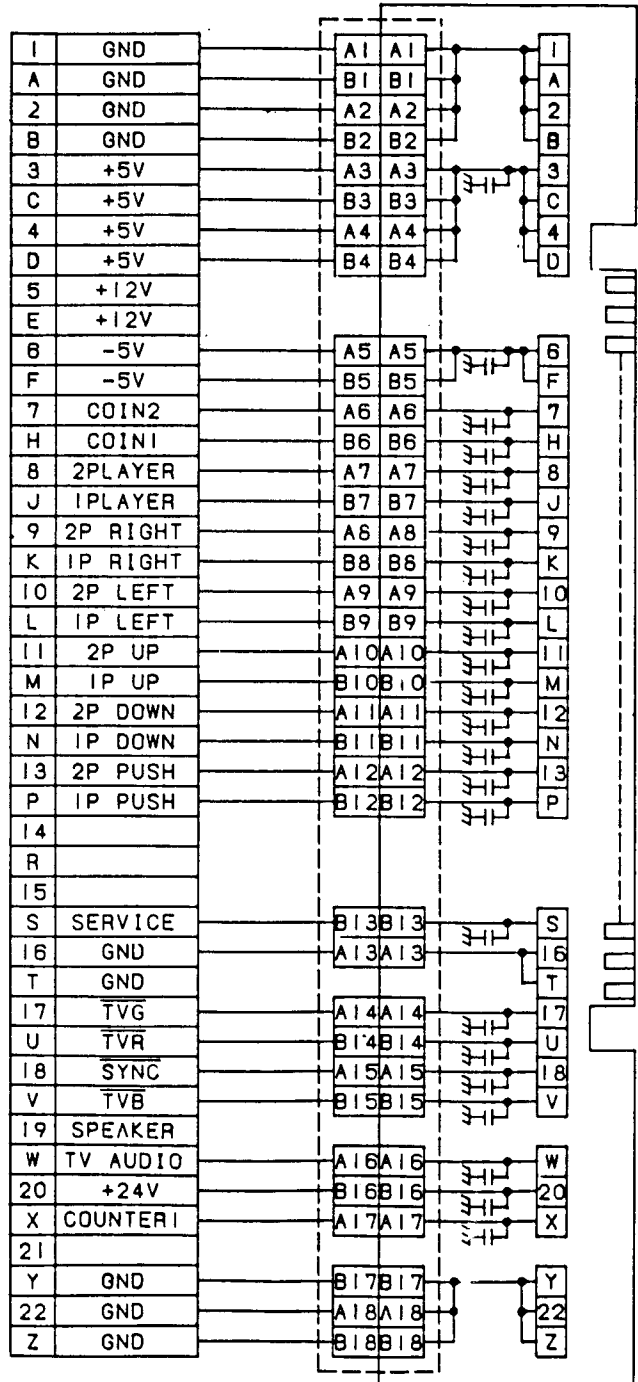 1 GND A1 A1 1
A GND B1 B1 A
2 GND A2 A2 2
B GND B2 B2 B
3 +5V A3 A3 3
C +5V B3 B3 C
4 +5V A4 A4 4
D +5V B4 B4 D
5 +12V
E +12V
6 -5V A5 A5 6
F -5V B5 B5 F
7 COIN2 A6 A6 7
H COIN1 B6 B6 H
8 2PLAYER A7 A7 8
J 1PLAYER B7 B7 J
9 2P RIGHT A8 A8 9
K 1P RIGHT B8 B8 K
10 2P LEFT A9 A9 10
L 1P LEFT B9 B9 L
11 2P UP A10 A10 11
M 1P UP B10 B10 M
12 2P DOWN A11 A11 12
N 1P DOWN B11 B11 N
13 2P PUSH A12 A12 13
P 1P PUSH B12 B12 P
14
R
15
S SERVICE B13 B13 S
16 GND A13 A13 16
T GND T
17 TVG A14 A14 17
U TVR B14 B14 U
18 SYNC A15 A15 18
V TVB B15 B15 V
19 SPEAKER
W TV AUDIO A16 A16 W
20 +24V B16 B16 20
X COUNTER1 A17 A17 X
21
Y GND B17 B17 Y
22 GND A18 A18 22
Z GND B18 B18 Z